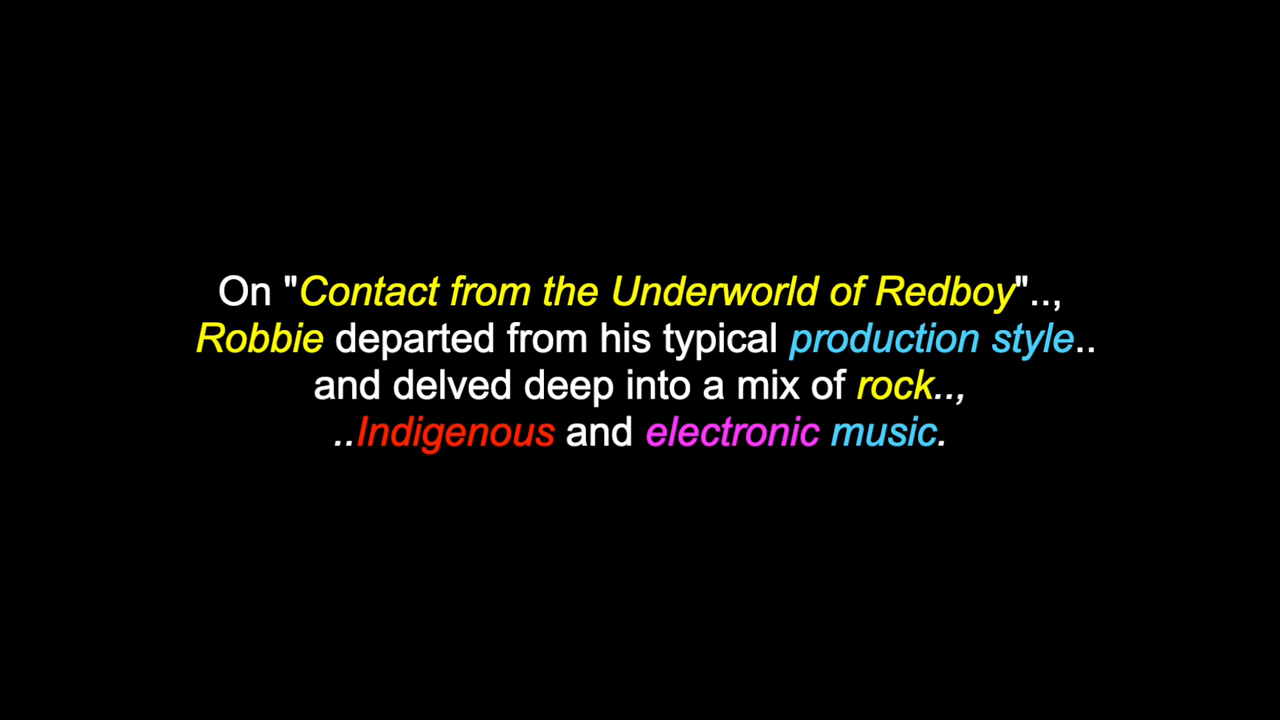 On "Contact from the Underworld of Redboy"..,
Robbie departed from his typical production style..
and delved deep into a mix of rock..,
..Indigenous and electronic music.